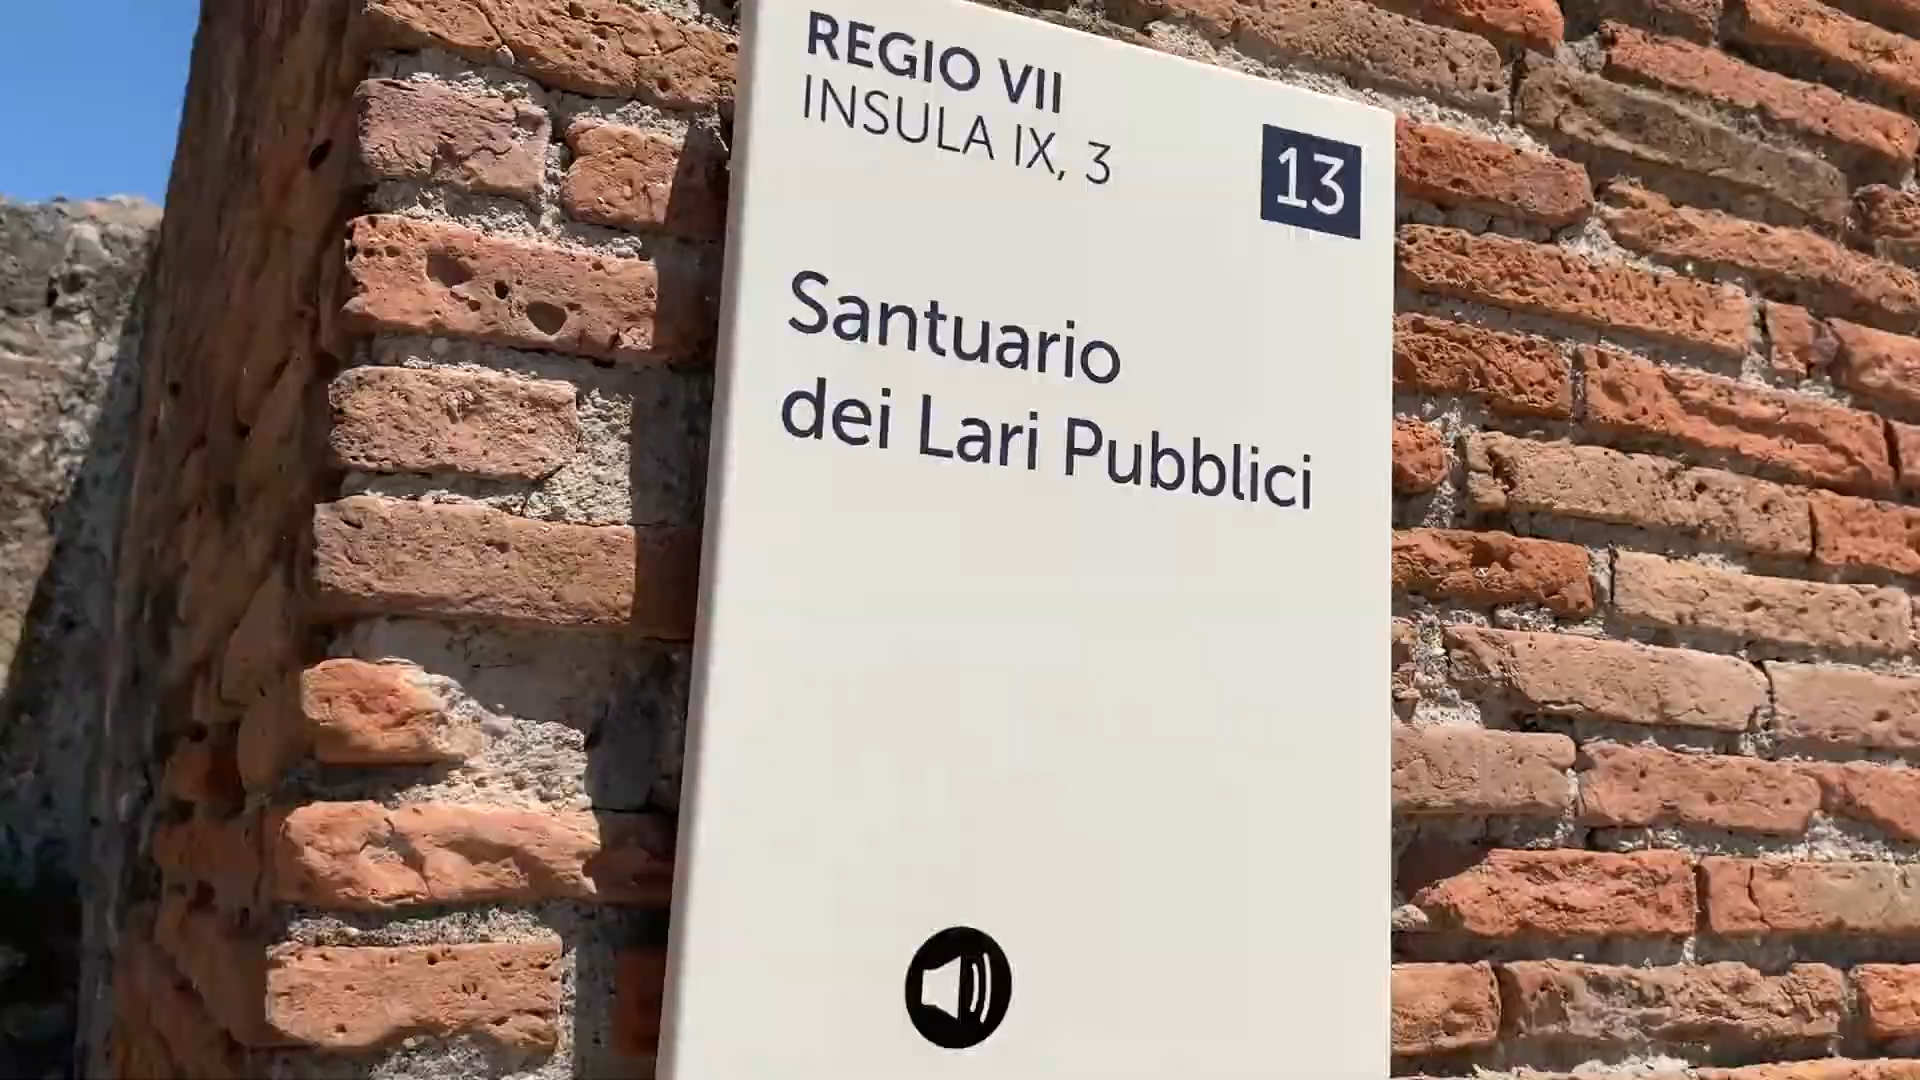 REGIO VII
INSULA IX, 3
13
Santuario
dei Lari Pubblici